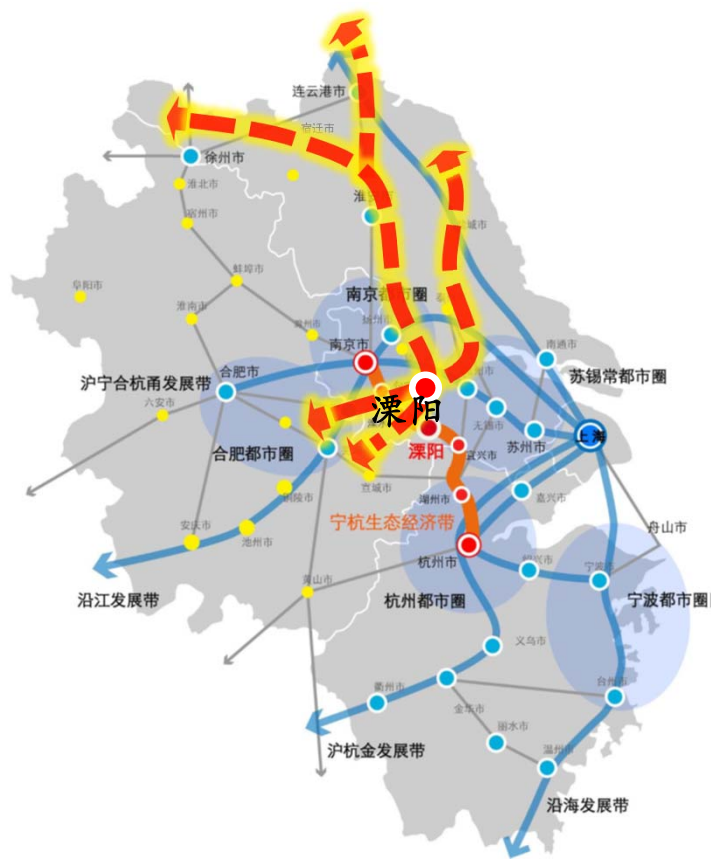 连云港市
宿迁市
徐州市
淮北市
宿州市
蚌埠市
阜阳市
淮南市
南京都市圈
南京市
南通市
合肥市
沪宁合杭甬发展带
苏锡常都市圈
六安市
溧阳
无锡市
上海
苏州市
合肥都市圈
溧阳
宜兴市
宣城市
铜陵市
湖州市
嘉兴市
宁杭生态经济带
安庆市
池州市
舟山市
杭州市
绍兴市
宁波市
黄山市
沿江发展带
杭州都市圈
宁波都市圈
义乌市
衢州市
台州市
金华市
丽水市
沪杭金发展带
温州市
沿海发展带